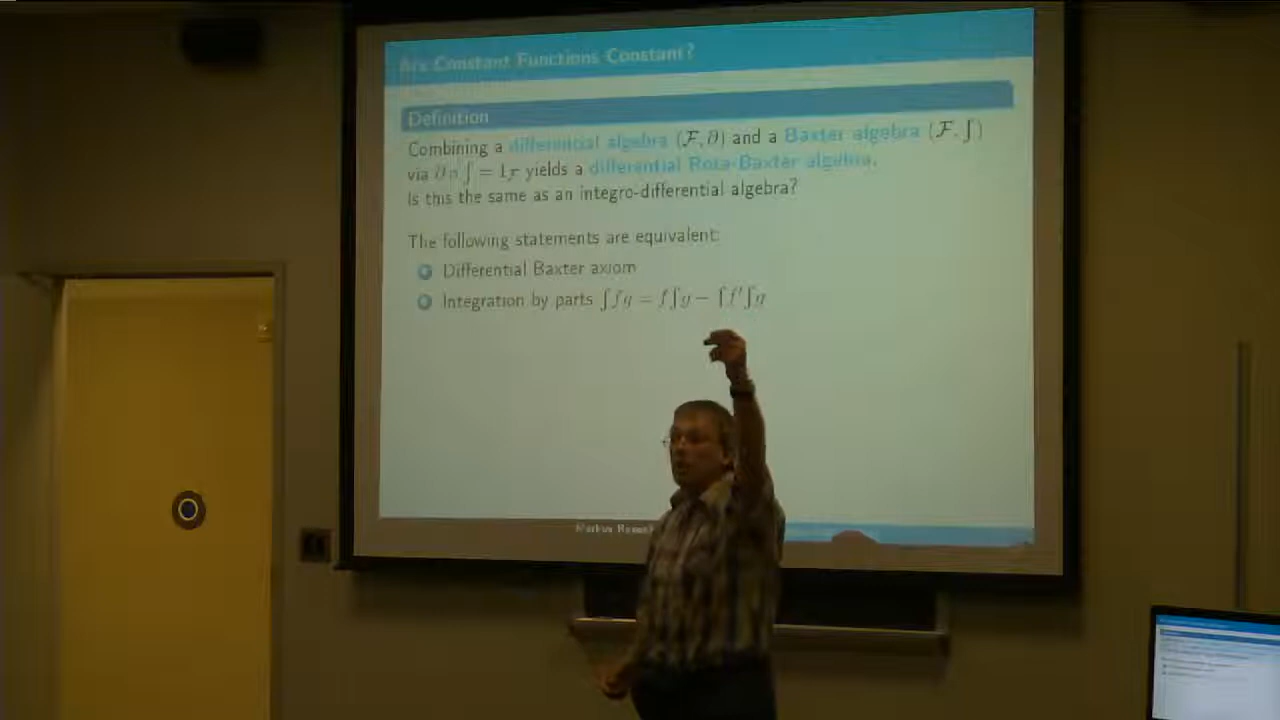 Are Constant Functions Constant?
Definition
Combining a differential algebra (ℱ, ∂) and a Baxter algebra (ℱ, ∫)
via ∂ ∘ ∫ = 1ℱ yields a differential Rota-Baxter algebra.
Is this the same as an integro-differential algebra?
The following statements are equivalent:
Differential Baxter axiom
Integration by parts ∫fg = f∫g − ∫f′∫g
Markus